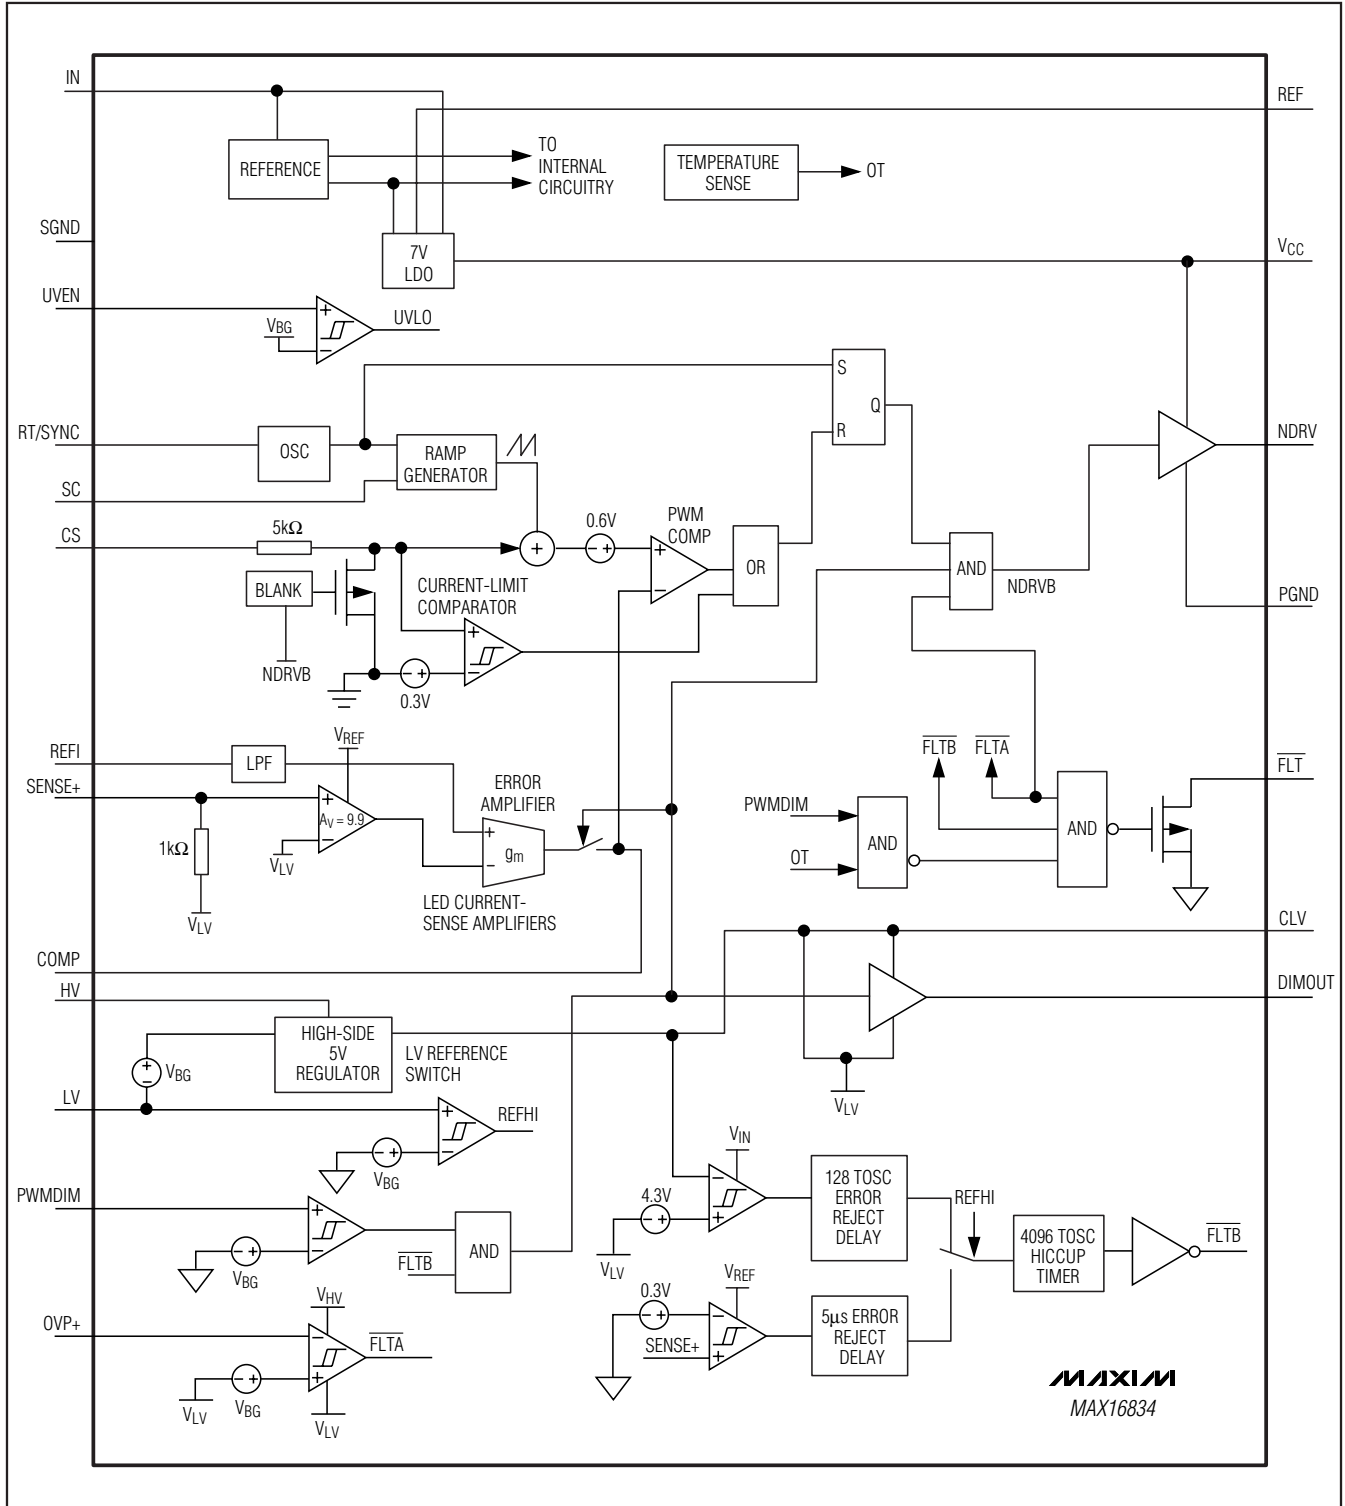 IN
REF
REFERENCE
TO
INTERNAL
CIRCUITRY
TEMPERATURE
SENSE
OT
SGND
7V
LDO
VCC
UVEN
VBG
+
−
UVLO
S
Q
R
RT/SYNC
OSC
RAMP
GENERATOR
NDRV
SC
CS
5kΩ
+
0.6V
− +
PWM
COMP
+
−
OR
AND
NDRVB
BLANK
CURRENT-LIMIT
COMPARATOR
PGND
NDRVB
− +
0.3V
+
−
REFI
LPF
VREF
SENSE+
+
AV = 9.9
−
1kΩ
VLV
VLV
ERROR
AMPLIFIER
+
gm
−
LED CURRENT-
SENSE AMPLIFIERS
FLTB
FLTA
FLT
PWMDIM
AND
OT
AND
CLV
COMP
DIMOUT
HV
HIGH-SIDE
5V
REGULATOR
LV REFERENCE
SWITCH
+
−
VBG
VLV
LV
+
−
REFHI
− +
VBG
PWMDIM
+
−
− +
VBG
AND
FLTB
VIN
4.3V
− +
−
+
VLV
128 TOSC
ERROR
REJECT
DELAY
REFHI
4096 TOSC
HICCUP
TIMER
FLTB
OVP+
VHV
−
+
FLTA
− +
VBG
VLV
VLV
VREF
0.3V
− +
−
+
SENSE+
5µs ERROR
REJECT
DELAY
MAXIM
MAX16834